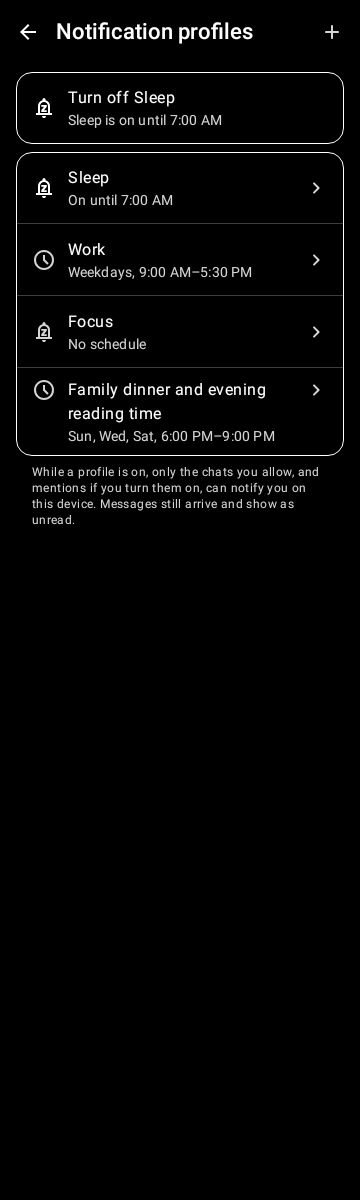 Notification profiles
Turn off Sleep
Sleep is on until 7:00 AM
Sleep
On until 7:00 AM
Work
Weekdays, 9:00 AM–5:30 PM
Focus
No schedule
Family dinner and evening
reading time
Sun, Wed, Sat, 6:00 PM–9:00 PM
While a profile is on, only the chats you allow, and
mentions if you turn them on, can notify you on
this device. Messages still arrive and show as
unread.